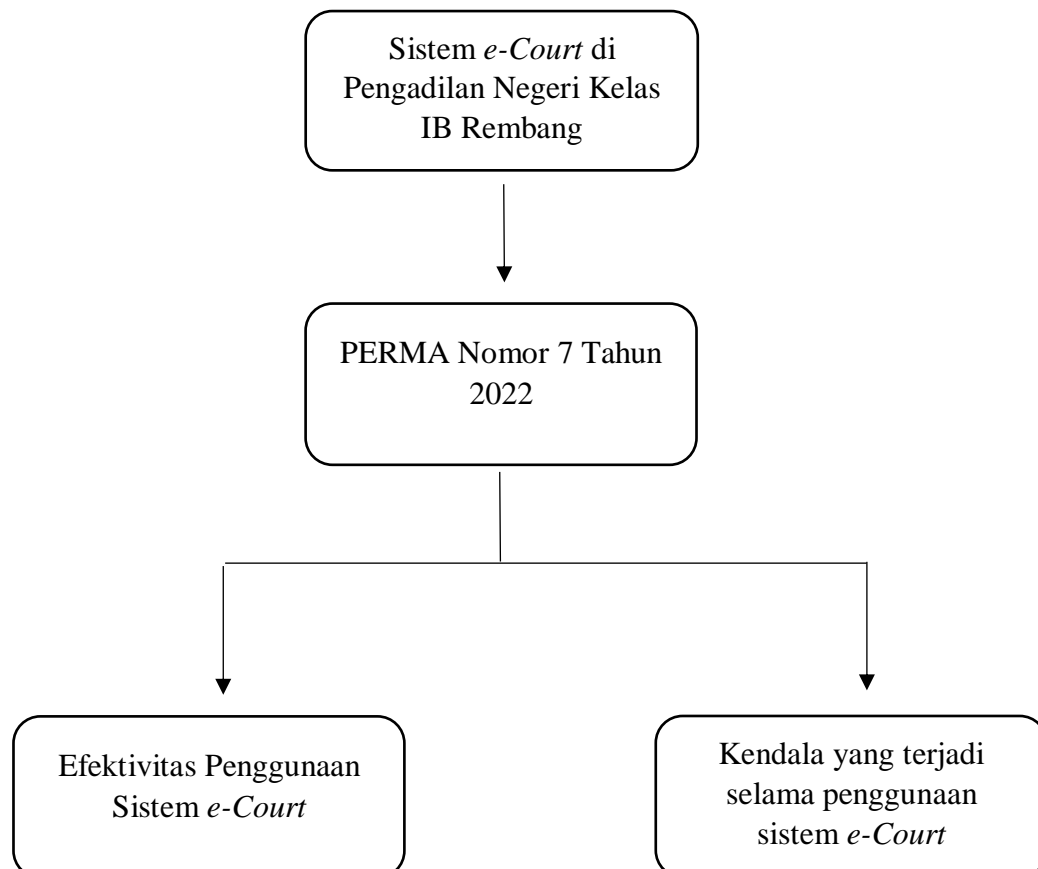 Sistem e-Court di
Pengadilan Negeri Kelas
IB Rembang
PERMA Nomor 7 Tahun
2022
Efektivitas Penggunaan
Sistem e-Court
Kendala yang terjadi
selama penggunaan
sistem e-Court